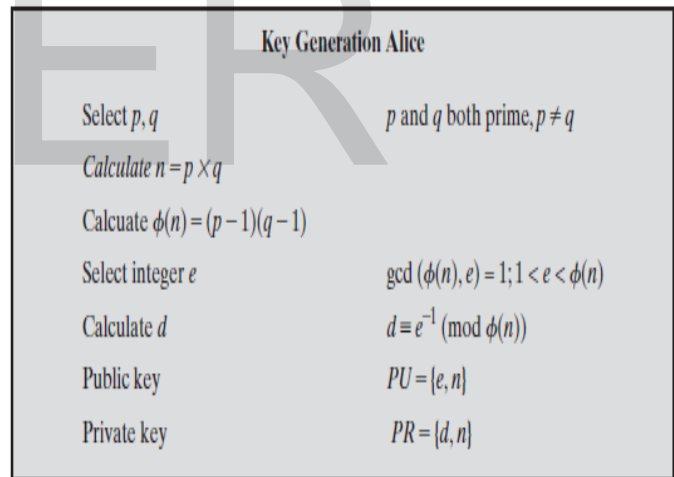 ER
Key Generation Alice
Select p, q p and q both prime, p ≠ q
Calculate n = p × q
Calcuate ϕ(n) = (p − 1)(q − 1)
Select integer e gcd (ϕ(n), e) = 1; 1 < e < ϕ(n)
Calculate d d ≡ e⁻¹ (mod ϕ(n))
Public key PU = {e, n}
Private key PR = {d, n}